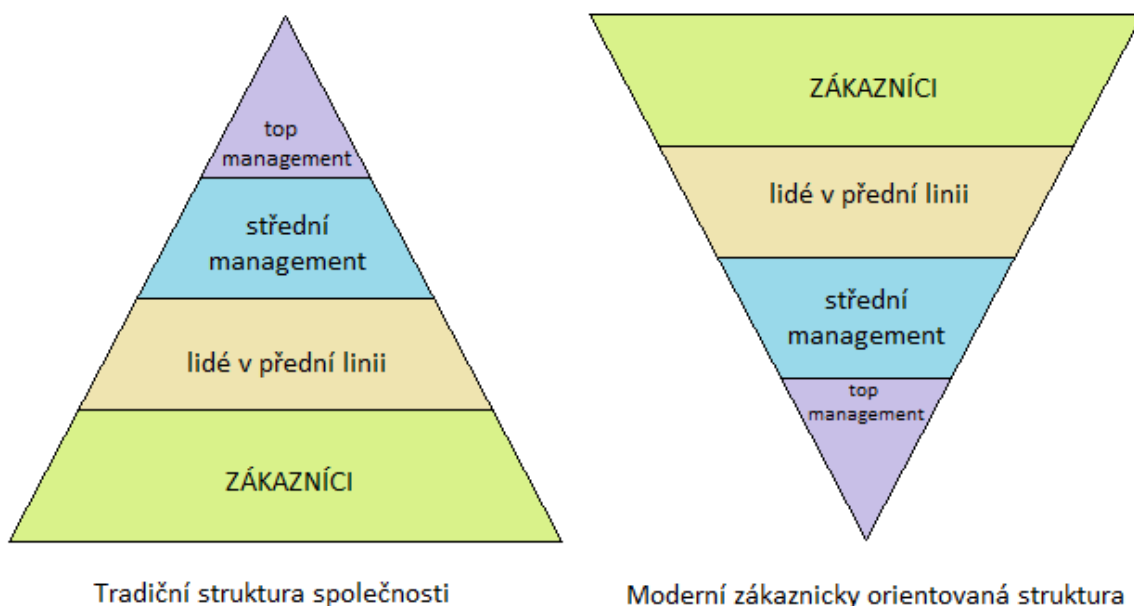 top
management
střední
management
lidé v přední linii
ZÁKAZNÍCI
Tradiční struktura společnosti
ZÁKAZNÍCI
lidé v přední linii
střední
management
top
management
Moderní zákaznicky orientovaná struktura